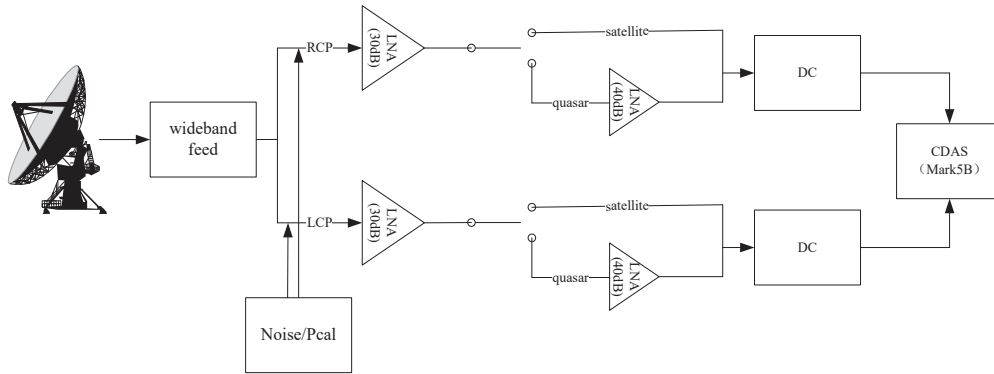 satellite
RCP
LNA
(30dB)
DC
LNA
(40dB)
quasar
wideband
feed
CDAS
（Mark5B）
satellite
LCP
LNA
(30dB)
DC
LNA
(40dB)
quasar
Noise/Pcal